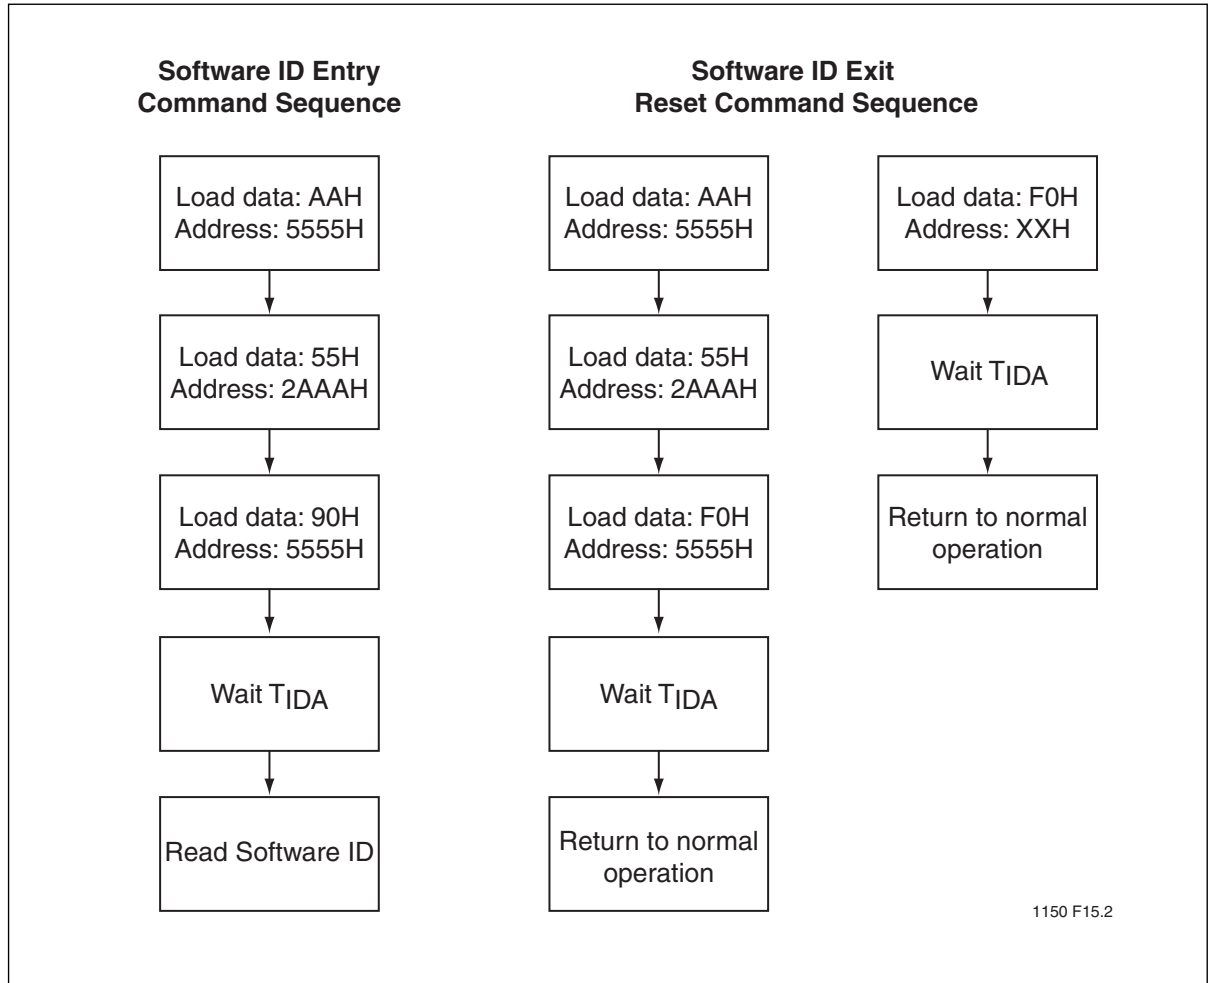 Software ID Entry
Command Sequence
Load data: AAH
Address: 5555H
Load data: 55H
Address: 2AAAH
Load data: 90H
Address: 5555H
Wait TIDA
Read Software ID
Software ID Exit
Reset Command Sequence
Load data: AAH
Address: 5555H
Load data: 55H
Address: 2AAAH
Load data: F0H
Address: 5555H
Wait TIDA
Return to normal
operation
Load data: F0H
Address: XXH
Wait TIDA
Return to normal
operation
1150 F15.2